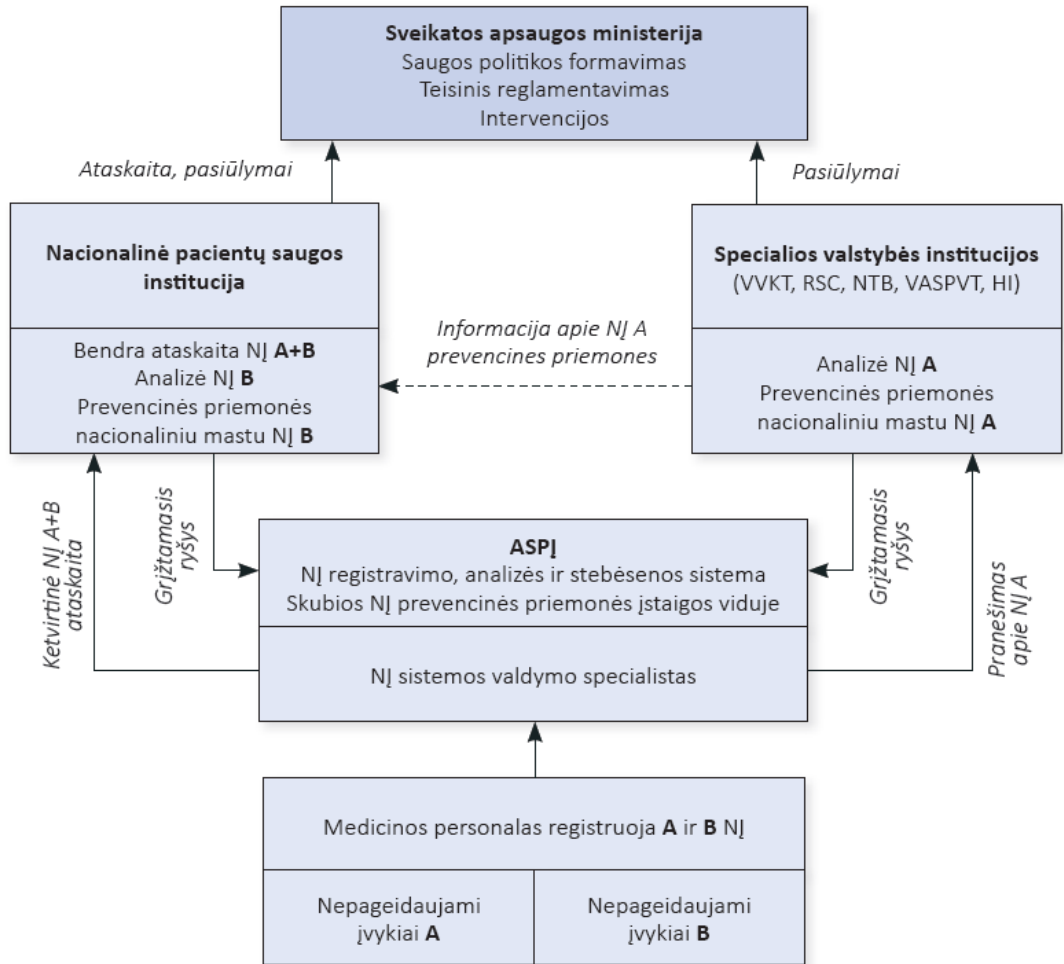 Sveikatos apsaugos ministerija
Saugos politikos formavimas
Teisinis reglamentavimas
Intervencijos
Ataskaita, pasiūlymai
Pasiūlymai
Nacionalinė pacientų saugos
institucija
Specialios valstybės institucijos
(VVKT, RSC, NTB, VASPVT, HI)
Informacija apie NĮ A
prevencines priemones
Bendra ataskaita NĮ A+B
Analizė NĮ B
Prevencinės priemonės
nacionaliniu mastu NĮ B
Analizė NĮ A
Prevencinės priemonės
nacionaliniu mastu NĮ A
Ketvirtinė NĮ A+B
ataskaita
Grįžtamasis
ryšys
ASPĮ
NĮ registravimo, analizės ir stebėsenos sistema
Skubios NĮ prevencinės priemonės įstaigos viduje
NĮ sistemos valdymo specialistas
Grįžtamasis
ryšys
Pranešimas
apie NĮ A
Medicinos personalas registruoja A ir B NĮ
Nepageidaujami
įvykiai A
Nepageidaujami
įvykiai B